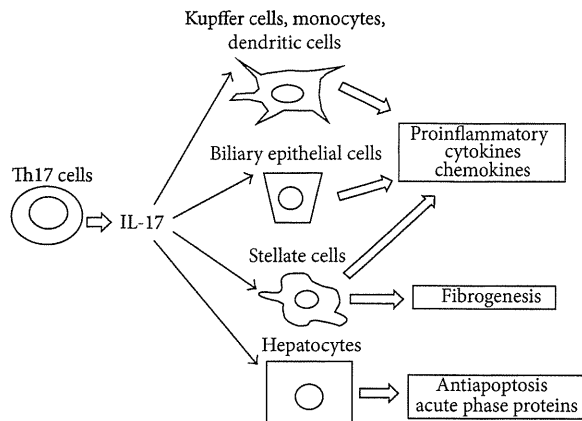 Kupffer cells, monocytes,
dendritic cells
Biliary epithelial cells
Proinflammatory
cytokines
chemokines
Th17 cells
IL-17
Stellate cells
Fibrogenesis
Hepatocytes
Antiapoptosis
acute phase proteins